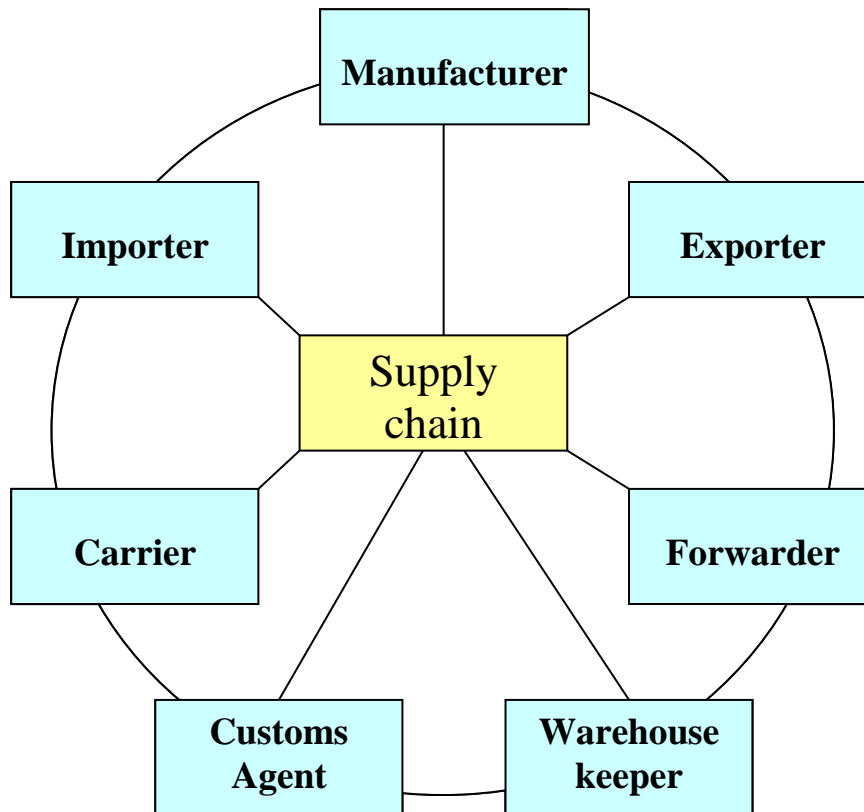 Manufacturer
Importer
Exporter
Supply
chain
Carrier
Forwarder
Customs
Agent
Warehouse
keeper